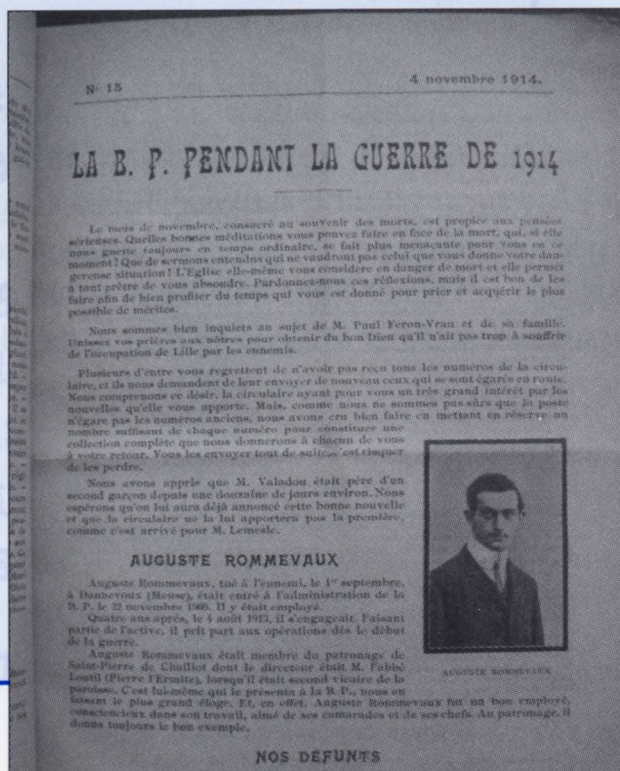 N° 15
4 novembre 1914.
LA B. P. PENDANT LA GUERRE DE 1914
Le mois de novembre, consacré au souvenir des morts, est propice aux pensées
sérieuses. Quelles bonnes méditations vous pouvez faire en face de la mort, qui, si elle
nous guette toujours en temps ordinaire, se fait plus menaçante pour vous en ce
moment! Que de sermons entendus qui ne vaudront pas celui que vous donne votre dan-
gereuse situation! L'Eglise elle-même vous considère en danger de mort et elle permet
à tout prêtre de vous absoudre. Pardonnez-nous ces réflexions, mais il est bon de les
faire afin de bien profiter du temps qui vous est donné pour prier et acquérir le plus
possible de mérites.
Nous sommes bien inquiets au sujet de M. Paul Feron-Vrau et de sa famille.
Unissez vos prières aux nôtres pour obtenir du bon Dieu qu'il n'ait pas trop à souffrir
de l'occupation de Lille par les ennemis.
Plusieurs d'entre vous regrettent de n'avoir pas reçu tous les numéros de la circu-
laire, et ils nous demandent de leur envoyer de nouveau ceux qui se sont égarés en route.
Nous comprenons ce désir, la circulaire ayant pour vous un très grand intérêt par les
nouvelles qu'elle vous apporte. Mais, comme nous ne sommes pas sûrs que la poste
n'égare pas les numéros anciens, nous avons cru bien faire en mettant en réserve un
nombre suffisant de chaque numéro pour constituer une
collection complète que nous donnerons à chacun de vous
à votre retour. Vous les envoyer tout de suite, c'est risquer
de les perdre.
Nous avons appris que M. Valadou était père d'un
second garçon depuis une douzaine de jours environ. Nous
espérons qu'on lui aura déjà annoncé cette bonne nouvelle
et que la circulaire ne la lui apportera pas la première,
comme c'est arrivé pour M. Lemesle.
AUGUSTE ROMMEVAUX
Auguste Rommevaux, tué à l'ennemi, le 1er septembre,
à Dannevoux (Meuse), était entré à l'administration de la
B. P. le 22 novembre 1909. Il y était employé.
Quatre ans après, le 4 août 1913, il s'engageait. Faisant
partie de l'active, il prit part aux opérations dès le début
de la guerre.
Auguste Rommevaux était membre du patronage de
Saint-Pierre de Chaillot dont le directeur était M. l'abbé
Loutil (Pierre l'Ermite), lorsqu'il était second vicaire de la
paroisse. C'est lui-même qui le présenta à la B. P., nous en
faisant le plus grand éloge. Et, en effet, Auguste Rommevaux fut un bon employé,
consciencieux dans son travail, aimé de ses camarades et de ses chefs. Au patronage, il
donna toujours le bon exemple.
AUGUSTE ROMMEVAUX
NOS DÉFUNTS